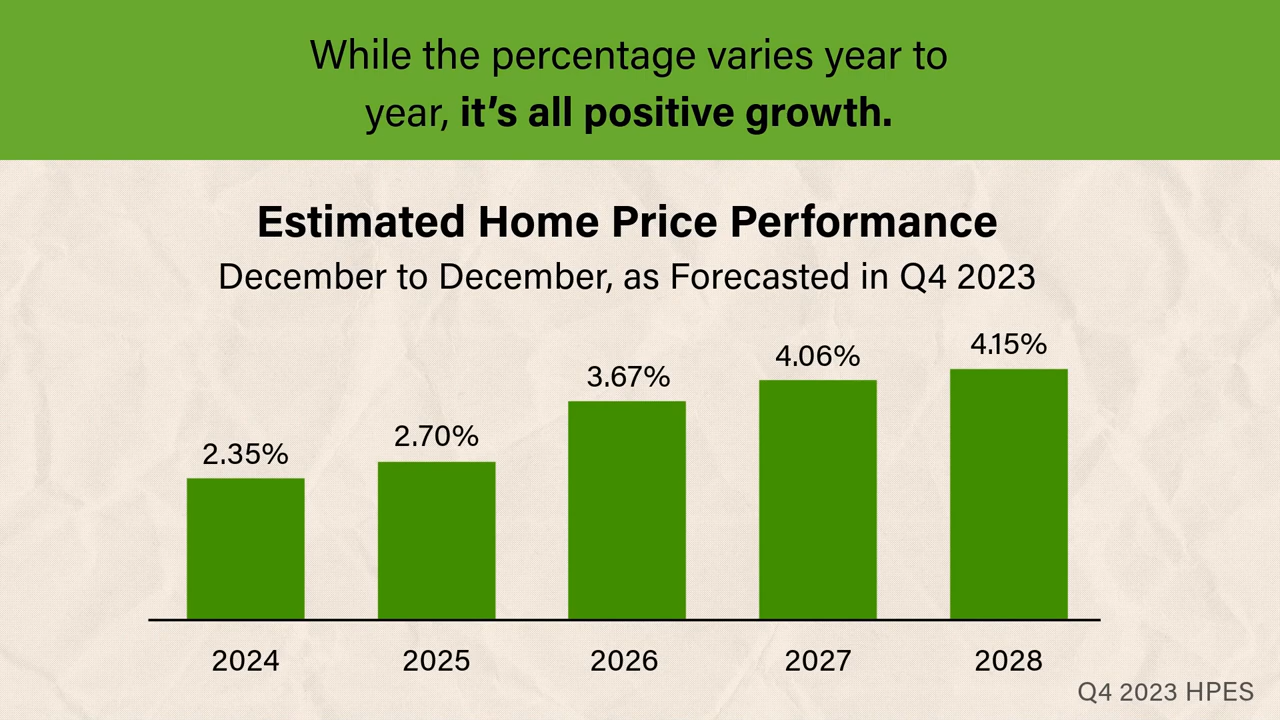 While the percentage varies year to
year, it’s all positive growth.
Estimated Home Price Performance
December to December, as Forecasted in Q4 2023
2.35%
2.70%
3.67%
4.06%
4.15%
2024
2025
2026
2027
2028
Q4 2023 HPES